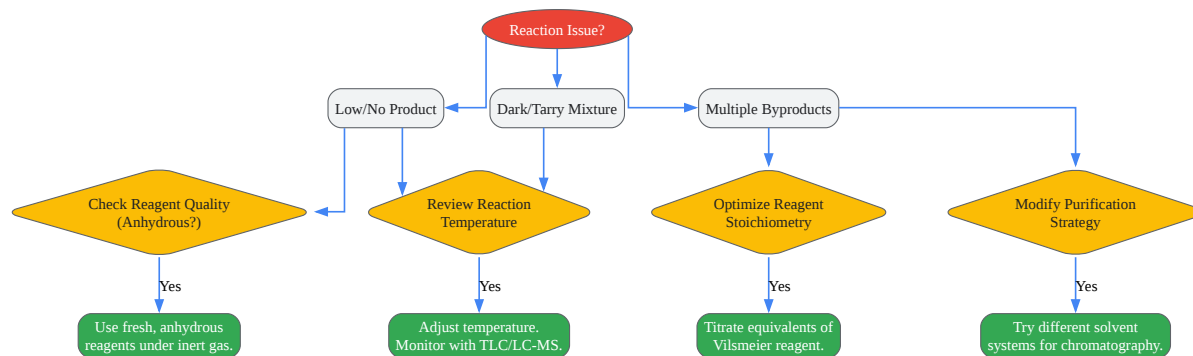 Reaction Issue?
Low/No Product
Dark/Tarry Mixture
Multiple Byproducts
Check Reagent Quality
(Anhydrous?)
Review Reaction
Temperature
Optimize Reagent
Stoichiometry
Modify Purification
Strategy
Yes
Yes
Yes
Yes
Use fresh, anhydrous
reagents under inert gas.
Adjust temperature.
Monitor with TLC/LC-MS.
Titrate equivalents of
Vilsmeier reagent.
Try different solvent
systems for chromatography.